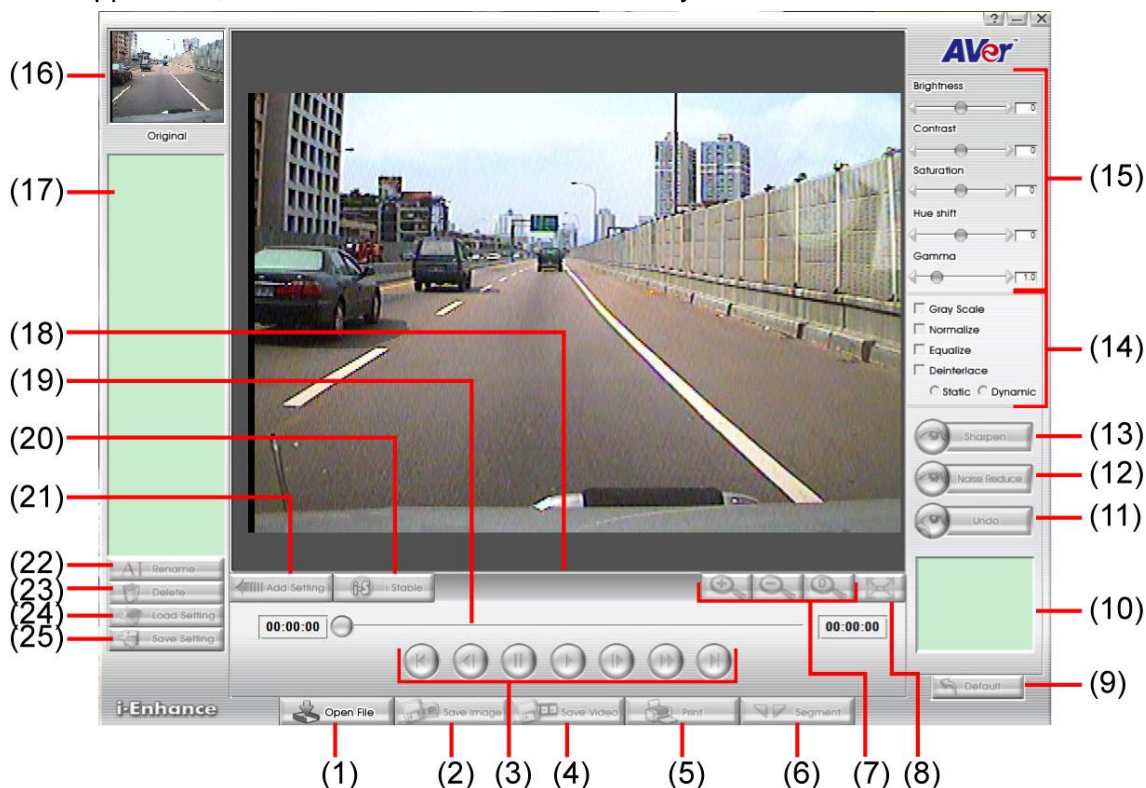 ? — X
AVer
(16)
Original
Brightness
0
Contrast
0
(15)
(17)
Saturation
0
Hue shift
0
Gamma
1.0
(18)
Gray Scale
Normalize
(14)
(19)
Equalize
Deinterlace
Static Dynamic
(20)
Sharpen
(13)
(21)
Noise Reduce
(12)
Undo
(11)
(22)
Rename
(23)
Delete
Add Setting
i-Stable
(24)
Load Setting
(10)
(25)
Save Setting
00:00:00
00:00:00
Default
(9)
i-Enhance
Open File
Save Image
Save Video
Print
Segment
(1) (2) (3) (4) (5) (6) (7) (8)